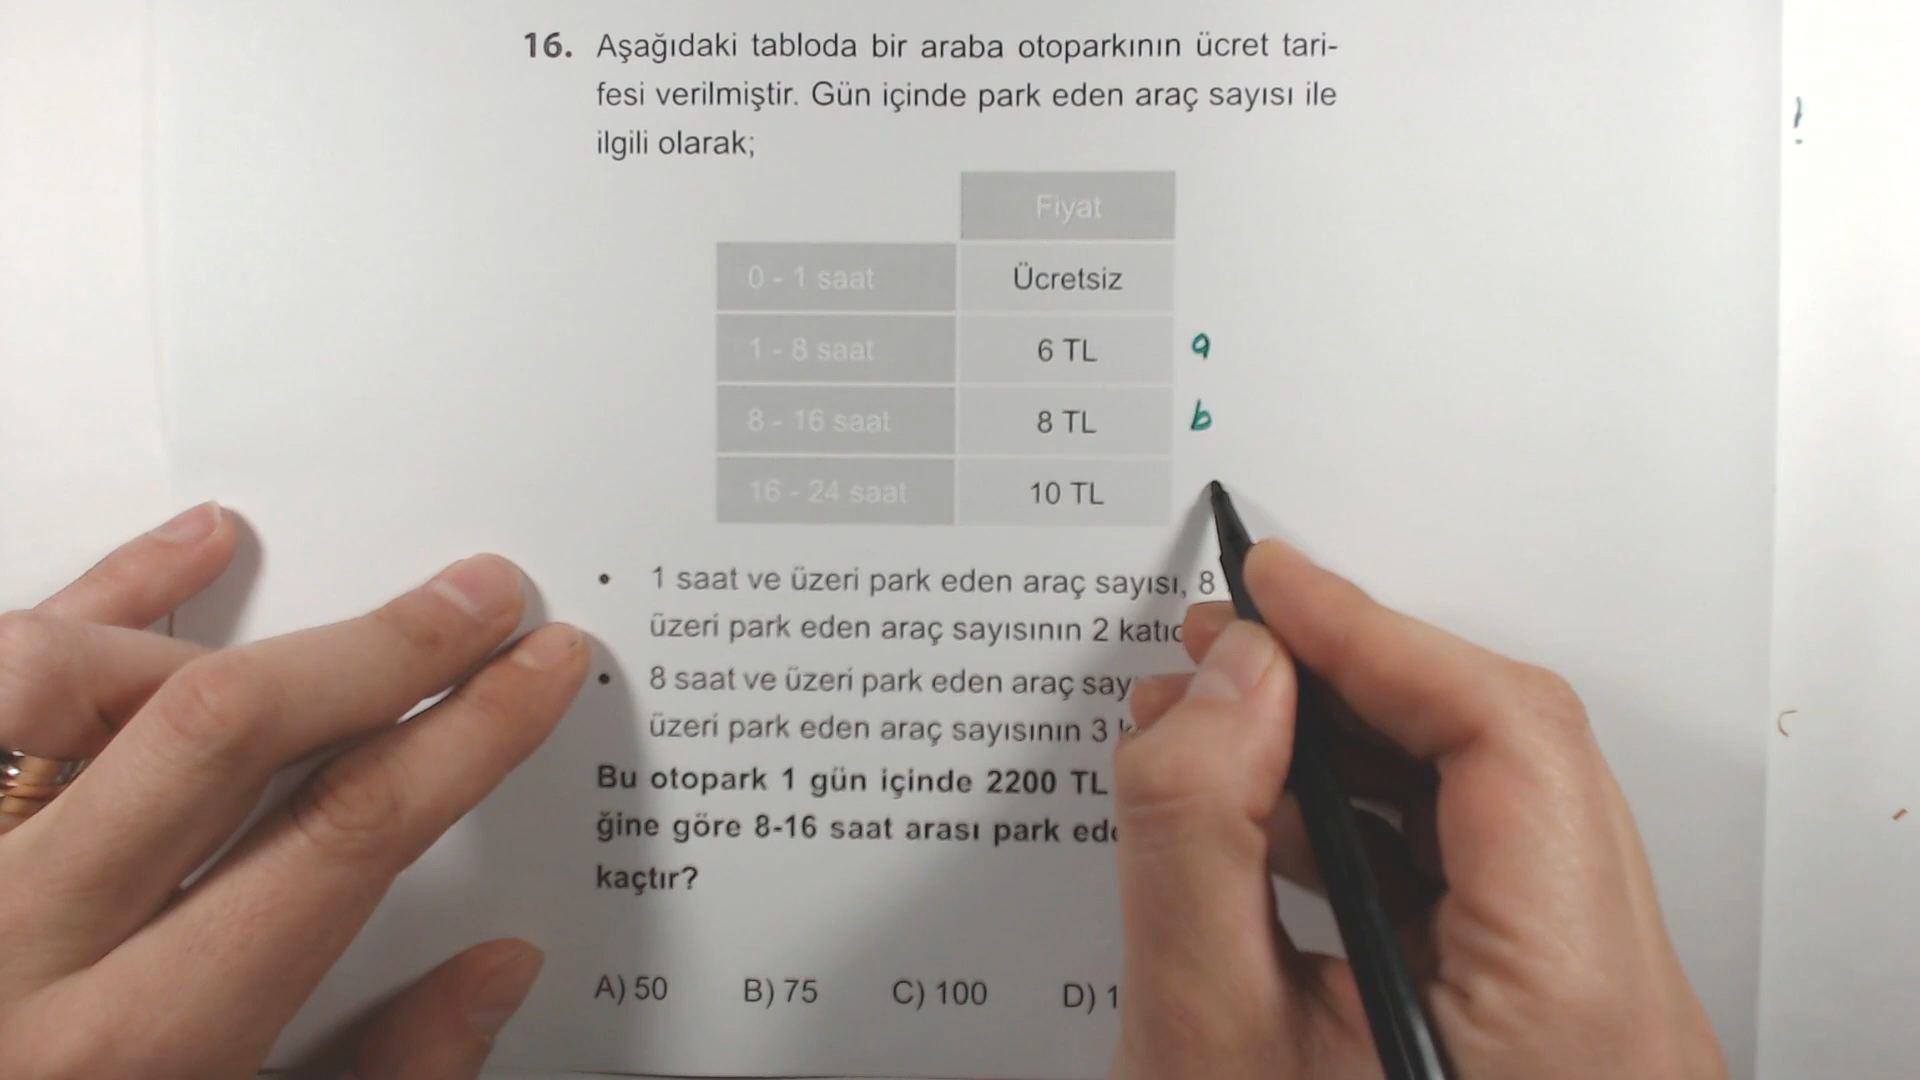 16. Aşağıdaki tabloda bir araba otoparkının ücret tari-
fesi verilmiştir. Gün içinde park eden araç sayısı ile
ilgili olarak;
Fiyat
0 - 1 saat Ücretsiz
1 - 8 saat 6 TL a
8 - 16 saat 8 TL b
16 - 24 saat 10 TL
• 1 saat ve üzeri park eden araç sayısı, 8
üzeri park eden araç sayısının 2
• 8 saat ve üzeri park eden araç
üzeri park eden araç sayısının 3
Bu otopark 1 gün içinde 2200 TL
ğine göre 8-16 saat arası park
kaçtır?
A) 50 B) 75 C) 100 D)